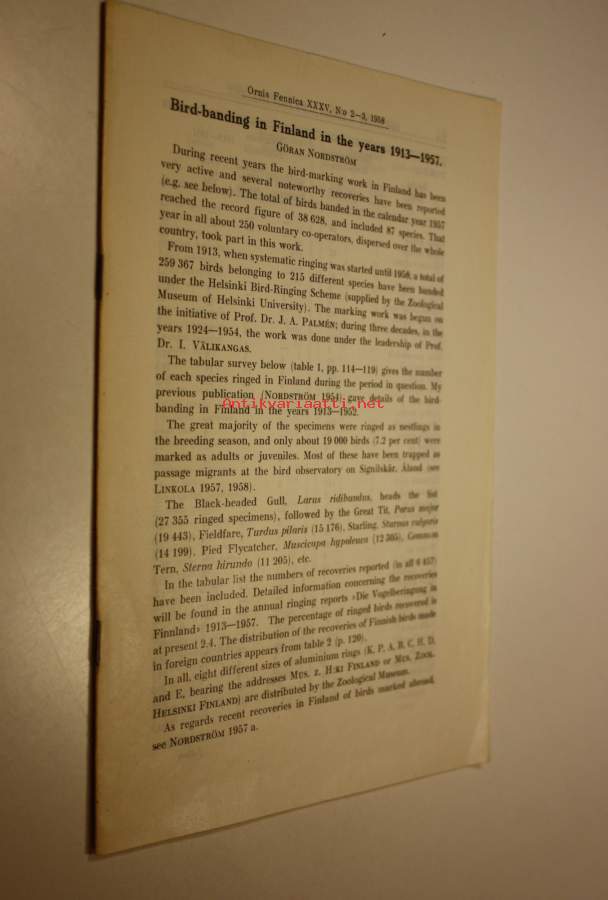 Ornis Fennica XXXV, N:o 2—3, 1958
Bird-banding in Finland in the years 1913—1957.
GÖRAN NORDSTRÖM
During recent years the bird-marking work in Finland has been
very active and several noteworthy recoveries have been reported
(e.g. see below). The total of birds banded in the calendar year 1957
reached the record figure of 38 628, and included 87 species. That
year in all about 250 voluntary co-operators, dispersed over the whole
country, took part in this work.
From 1913, when systematic ringing was started until 1958, a total of
259 367 birds belonging to 215 different species have been banded
under the Helsinki Bird-Ringing Scheme (supplied by the Zoological
Museum of Helsinki University). The marking work was begun on
the initiative of Prof. Dr. J. A. PALMÉN; during three decades, in the
years 1924—1954, the work was done under the leadership of Prof.
Dr. I. VÄLIKANGAS.
The tabular survey below (table 1, pp. 114—119) gives the number
of each species ringed in Finland during the period in question. My
previous publication (NORDSTRÖM 1954) gave details of the bird-
Antikvariaatti.net
banding in Finland in the years 1913—1952.
The great majority of the specimens were ringed as nestlings in
the breeding season, and only about 19 000 birds (7.2 per cent) were
marked as adults or juveniles. Most of these have been trapped as
passage migrants at the bird observatory on Signilskär, Åland (see
LINKOLA 1957, 1958).
The Black-headed Gull, Larus ridibundus, heads the list
(27 355 ringed specimens), followed by the Great Tit, Parus major
(19 443), Fieldfare, Turdus pilaris (15 176), Starling, Sturnus vulgaris
(14 199), Pied Flycatcher, Muscicapa hypoleuca (12 365), Common
Tern, Sterna hirundo (11 205), etc.
In the tabular list the numbers of recoveries reported (in all 6 457)
have been included. Detailed information concerning the recoveries
will be found in the annual ringing reports »Die Vogelberingung in
Finnland» 1913—1957. The percentage of ringed birds recovered is
at present 2.4. The distribution of the recoveries of Finnish birds made
in foreign countries appears from table 2 (p. 120).
In all, eight different sizes of aluminium rings (K, P, A, B, C, H, D,
and E, bearing the addresses MUS. Z. H:KI FINLAND or MUS. ZOOL.
HELSINKI FINLAND) are distributed by the Zoological Museum.
As regards recent recoveries in Finland of birds marked abroad,
see NORDSTRÖM 1957 a.